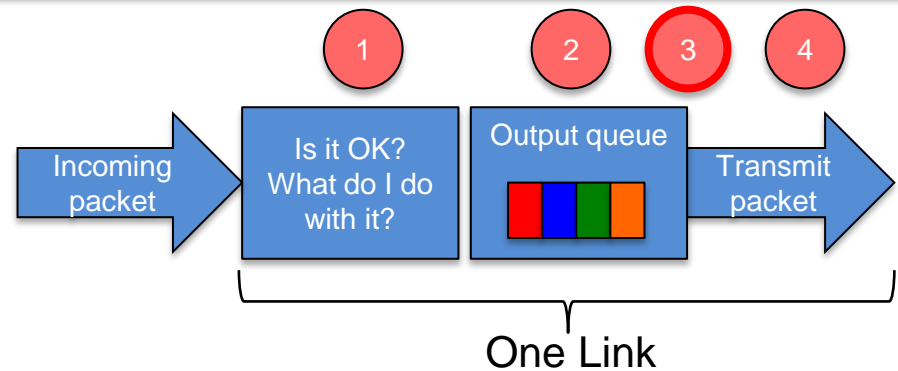 1
2
3
4
Incoming
packet
Is it OK?
What do I do
with it?
Output queue
Transmit
packet
One Link